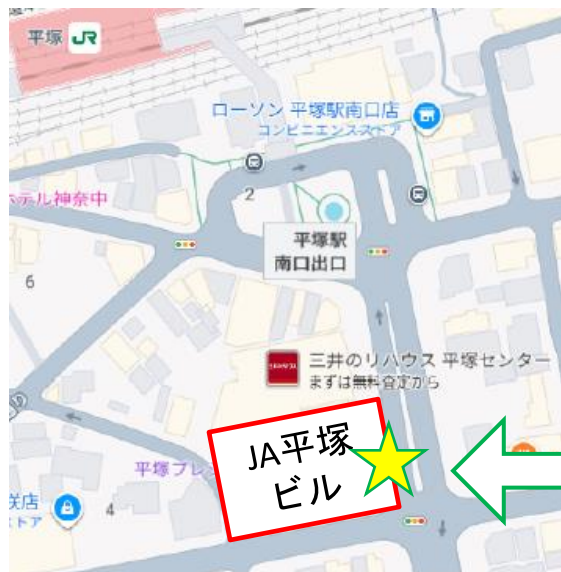 平塚 JR
ローソン 平塚駅南口店
コンビニエンスストア
テル神奈中
2
平塚駅
南口出口
6
三井のリハウス 平塚センター
まずは無料査定から
JA平塚
ビル
平塚プレ
店
トア
4